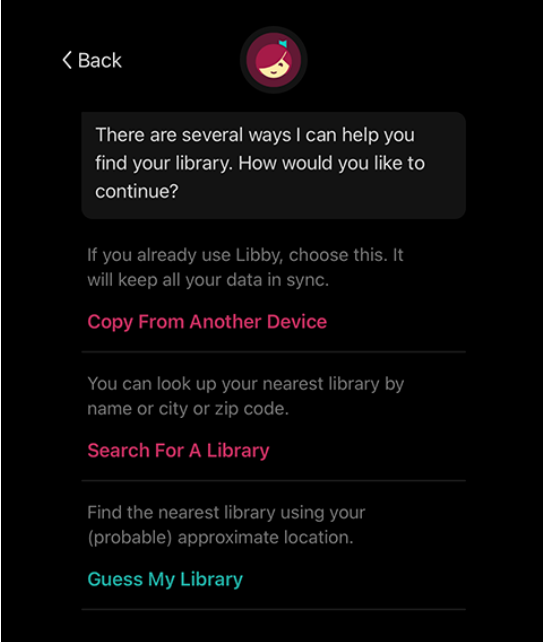 Back
There are several ways I can help you
find your library. How would you like to
continue?
If you already use Libby, choose this. It
will keep all your data in sync.
Copy From Another Device
You can look up your nearest library by
name or city or zip code.
Search For A Library
Find the nearest library using your
(probable) approximate location.
Guess My Library